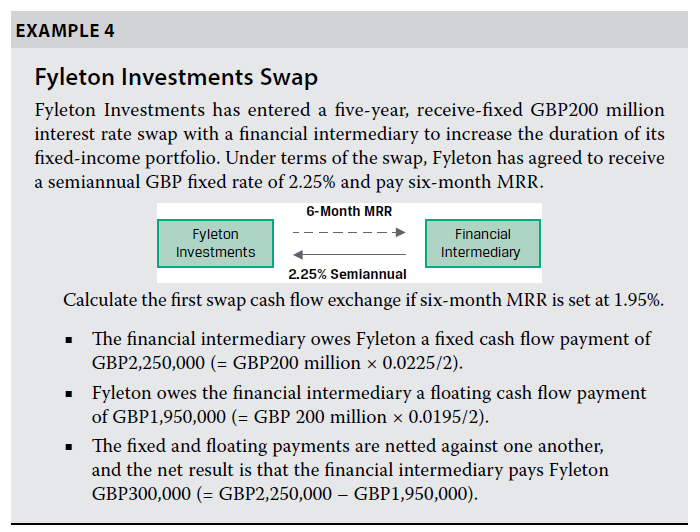 EXAMPLE 4
Fyleton Investments Swap
Fyleton Investments has entered a five-year, receive-fixed GBP200 million
interest rate swap with a financial intermediary to increase the duration of its
fixed-income portfolio. Under terms of the swap, Fyleton has agreed to receive
a semiannual GBP fixed rate of 2.25% and pay six-month MRR.
6-Month MRR
Fyleton
Investments
Financial
Intermediary
2.25% Semiannual
Calculate the first swap cash flow exchange if six-month MRR is set at 1.95%.
▪ The financial intermediary owes Fyleton a fixed cash flow payment of
GBP2,250,000 (= GBP200 million × 0.0225/2).
▪ Fyleton owes the financial intermediary a floating cash flow payment
of GBP1,950,000 (= GBP 200 million × 0.0195/2).
▪ The fixed and floating payments are netted against one another,
and the net result is that the financial intermediary pays Fyleton
GBP300,000 (= GBP2,250,000 – GBP1,950,000).